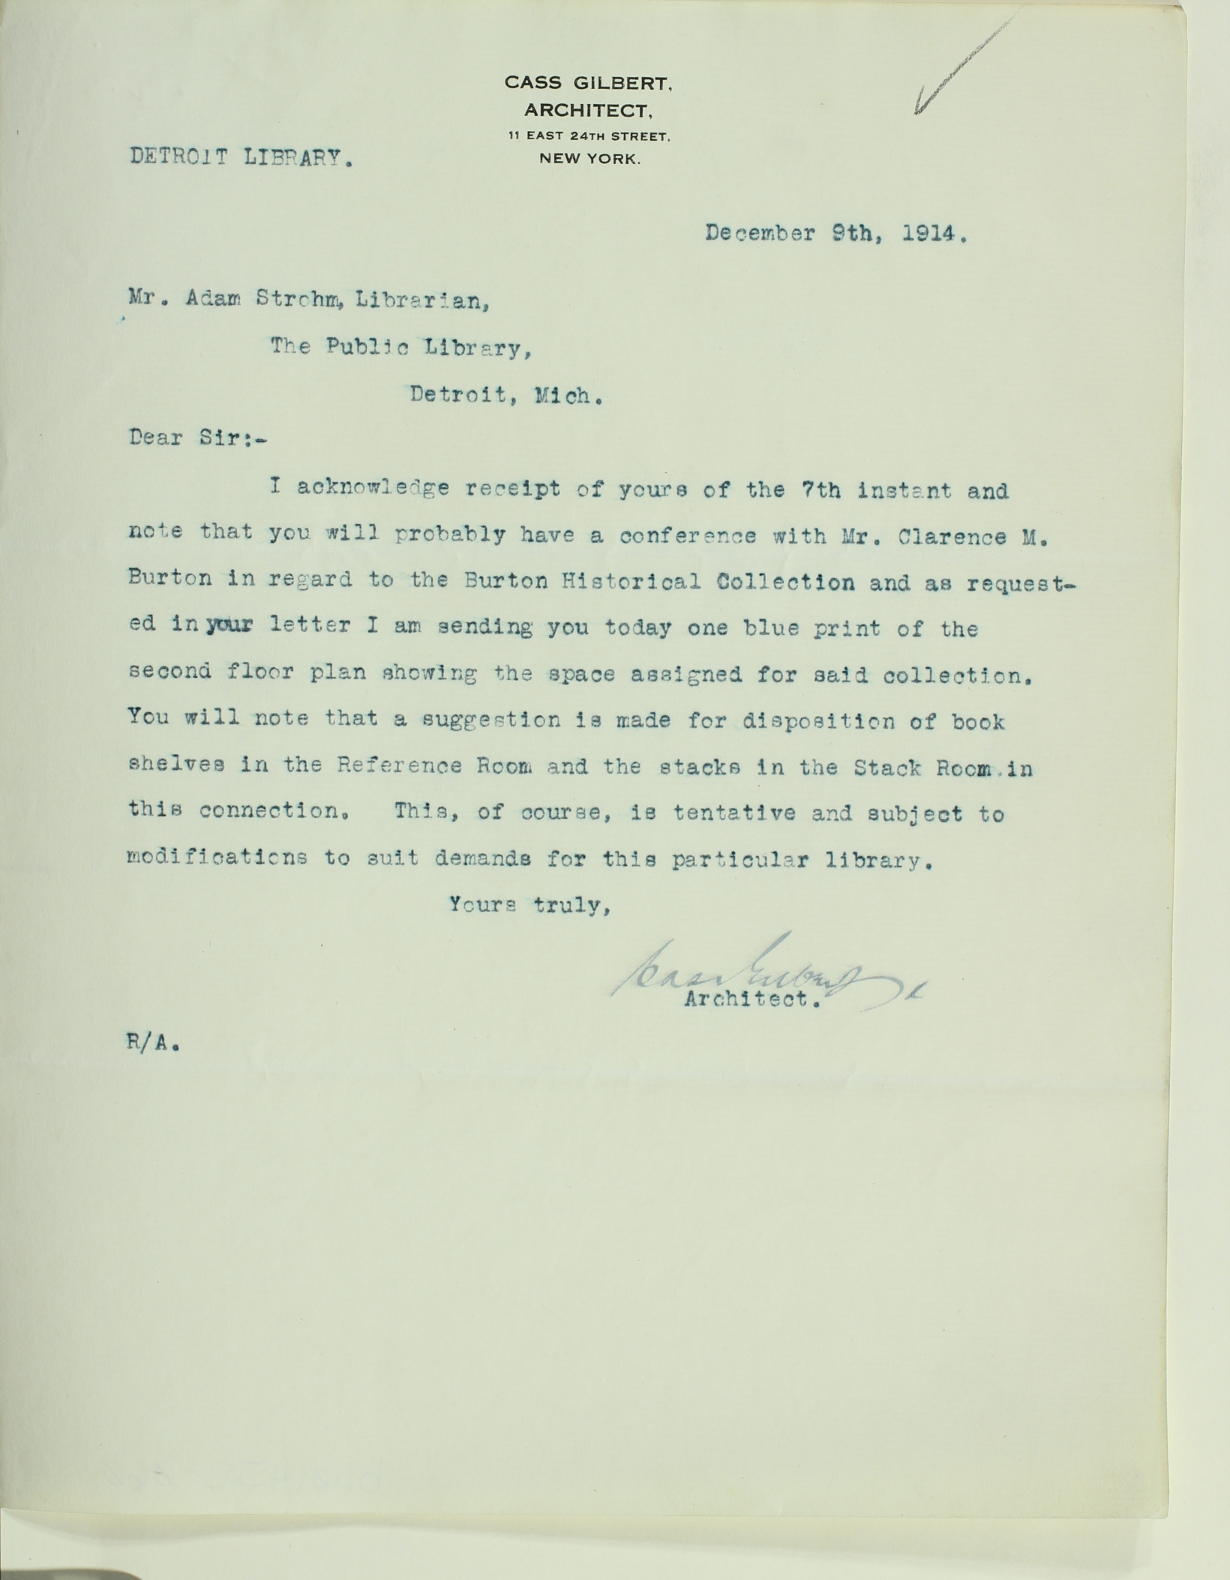 CASS GILBERT,
ARCHITECT,
11 EAST 24TH STREET,
NEW YORK.
DETROIT LIBRARY.
December 9th, 1914.
Mr. Adam Strohm, Librarian,
The Public Library,
Detroit, Mich.
Dear Sir:-
I acknowledge receipt of yours of the 7th instant and
note that you will probably have a conference with Mr. Clarence M.
Burton in regard to the Burton Historical Collection and as request-
ed in your letter I am sending you today one blue print of the
second floor plan showing the space assigned for said collection.
You will note that a suggestion is made for disposition of book
shelves in the Reference Room and the stacks in the Stack Room in
this connection. This, of course, is tentative and subject to
modifications to suit demands for this particular library.
Yours truly,
Cass Gilbert
Architect.
R/A.